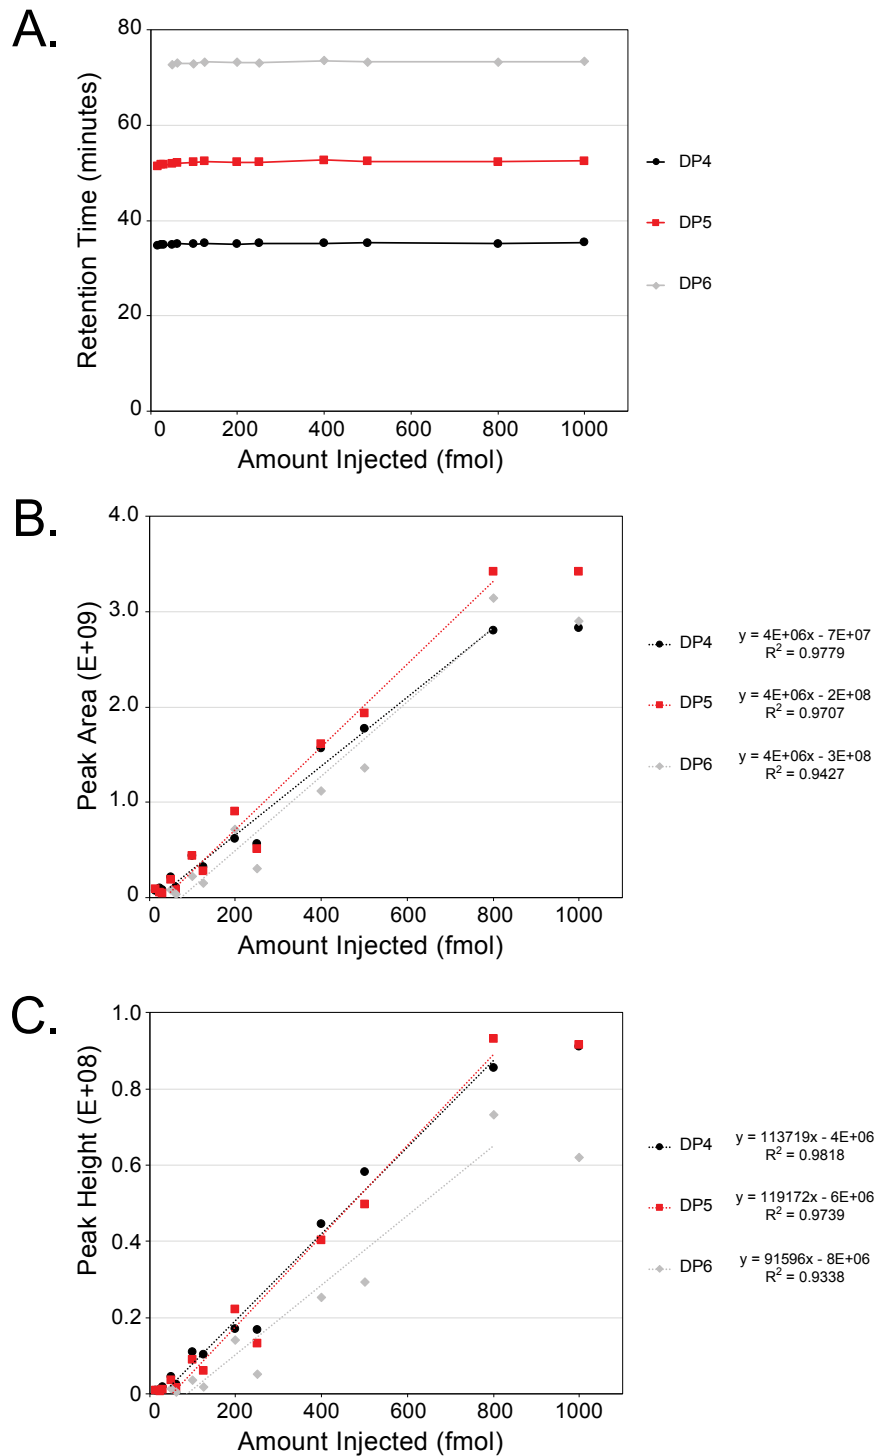 A.
80
60
40
20
0
Retention Time (minutes)
0 200 400 600 800 1000
Amount Injected (fmol)
DP4
DP5
DP6
B.
4.0
3.0
2.0
1.0
0
Peak Area (E+09)
0 200 400 600 800 1000
Amount Injected (fmol)
DP4 y = 4E+06x - 7E+07
R² = 0.9779
DP5 y = 4E+06x - 2E+08
R² = 0.9707
DP6 y = 4E+06x - 3E+08
R² = 0.9427
C.
1.0
0.8
0.6
0.4
0.2
0
Peak Height (E+08)
0 200 400 600 800 1000
Amount Injected (fmol)
DP4 y = 113719x - 4E+06
R² = 0.9818
DP5 y = 119172x - 6E+06
R² = 0.9739
DP6 y = 91596x - 8E+06
R² = 0.9338